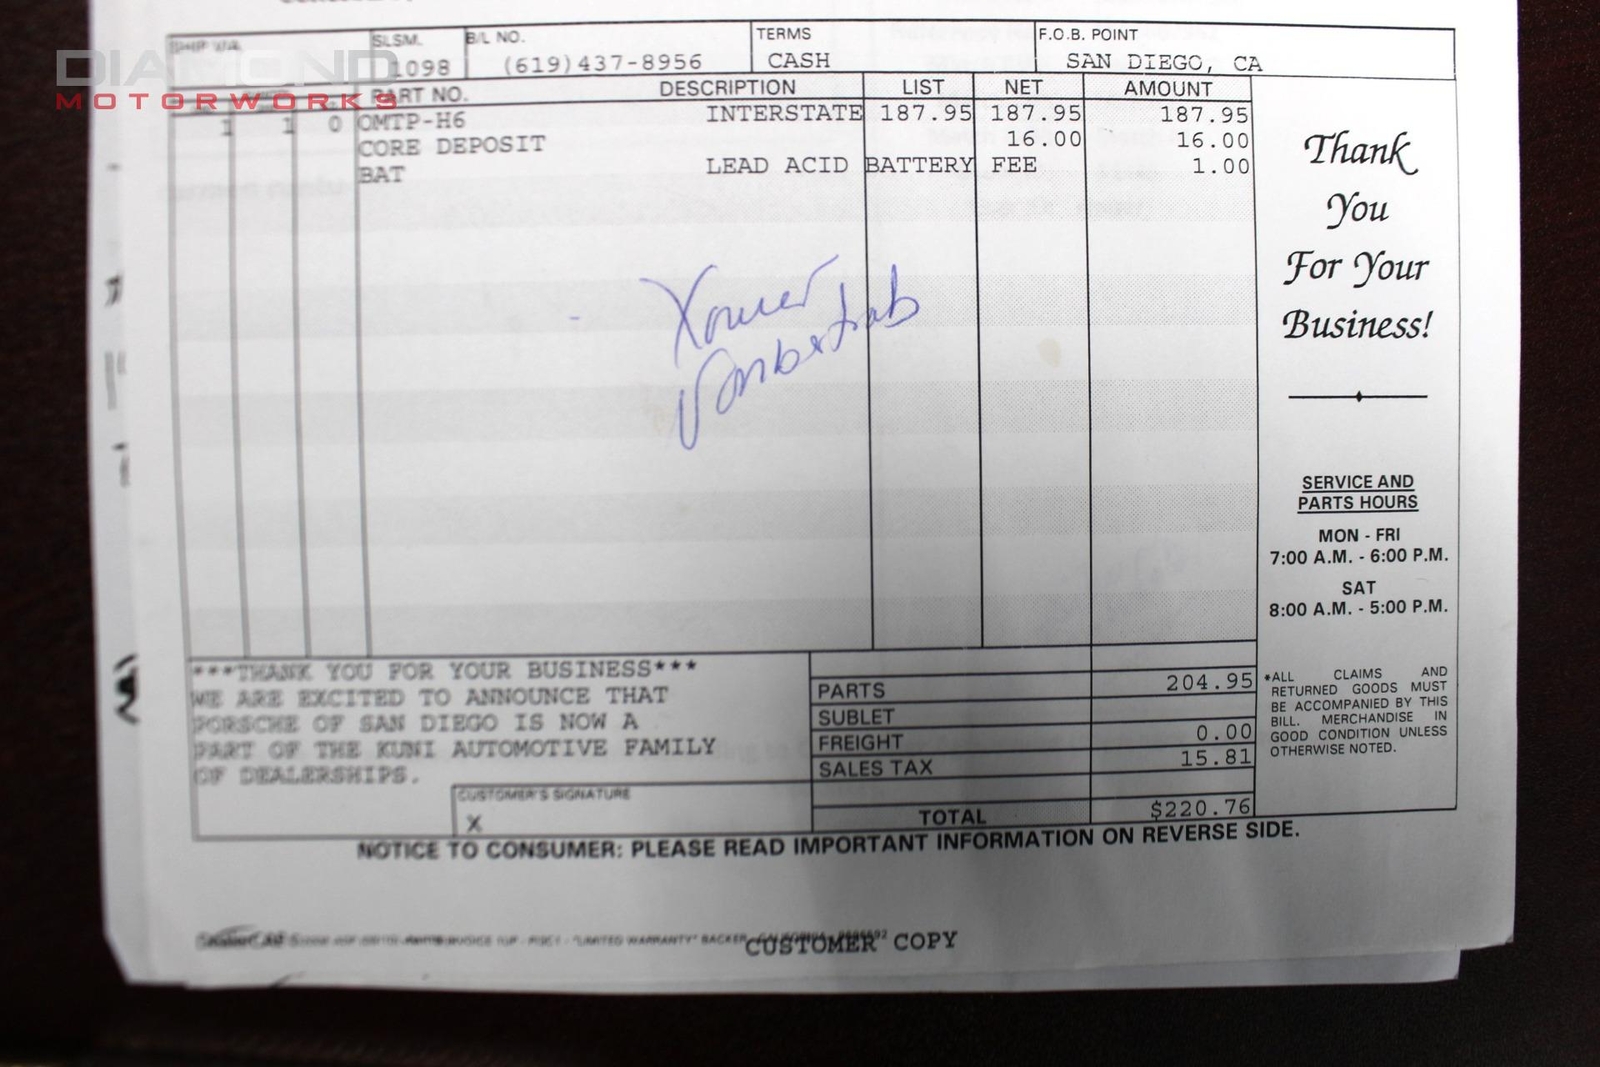 DIAMOND
MOTORWORKS
SHIP VIA SLSM. B/L NO. TERMS F.O.B. POINT
1098 (619)437-8956 CASH SAN DIEGO, CA
PART NO. DESCRIPTION LIST NET AMOUNT
1 1 0 OMTP-H6 INTERSTATE 187.95 187.95 187.95
CORE DEPOSIT 16.00 16.00
BAT LEAD ACID BATTERY FEE 1.00
Thank
You
For Your
Business!
SERVICE AND
PARTS HOURS
MON - FRI
7:00 A.M. - 6:00 P.M.
SAT
8:00 A.M. - 5:00 P.M.
*ALL CLAIMS AND
RETURNED GOODS MUST
BE ACCOMPANIED BY THIS
BILL. MERCHANDISE IN
GOOD CONDITION UNLESS
OTHERWISE NOTED.
***THANK YOU FOR YOUR BUSINESS***
WE ARE EXCITED TO ANNOUNCE THAT
PORSCHE OF SAN DIEGO IS NOW A
PART OF THE KUNI AUTOMOTIVE FAMILY
OF DEALERSHIPS.
CUSTOMER'S SIGNATURE
X
PARTS 204.95
SUBLET
FREIGHT 0.00
SALES TAX 15.81
TOTAL $220.76
NOTICE TO CONSUMER: PLEASE READ IMPORTANT INFORMATION ON REVERSE SIDE.
"LIMITED WARRANTY" BACKER
CUSTOMER COPY